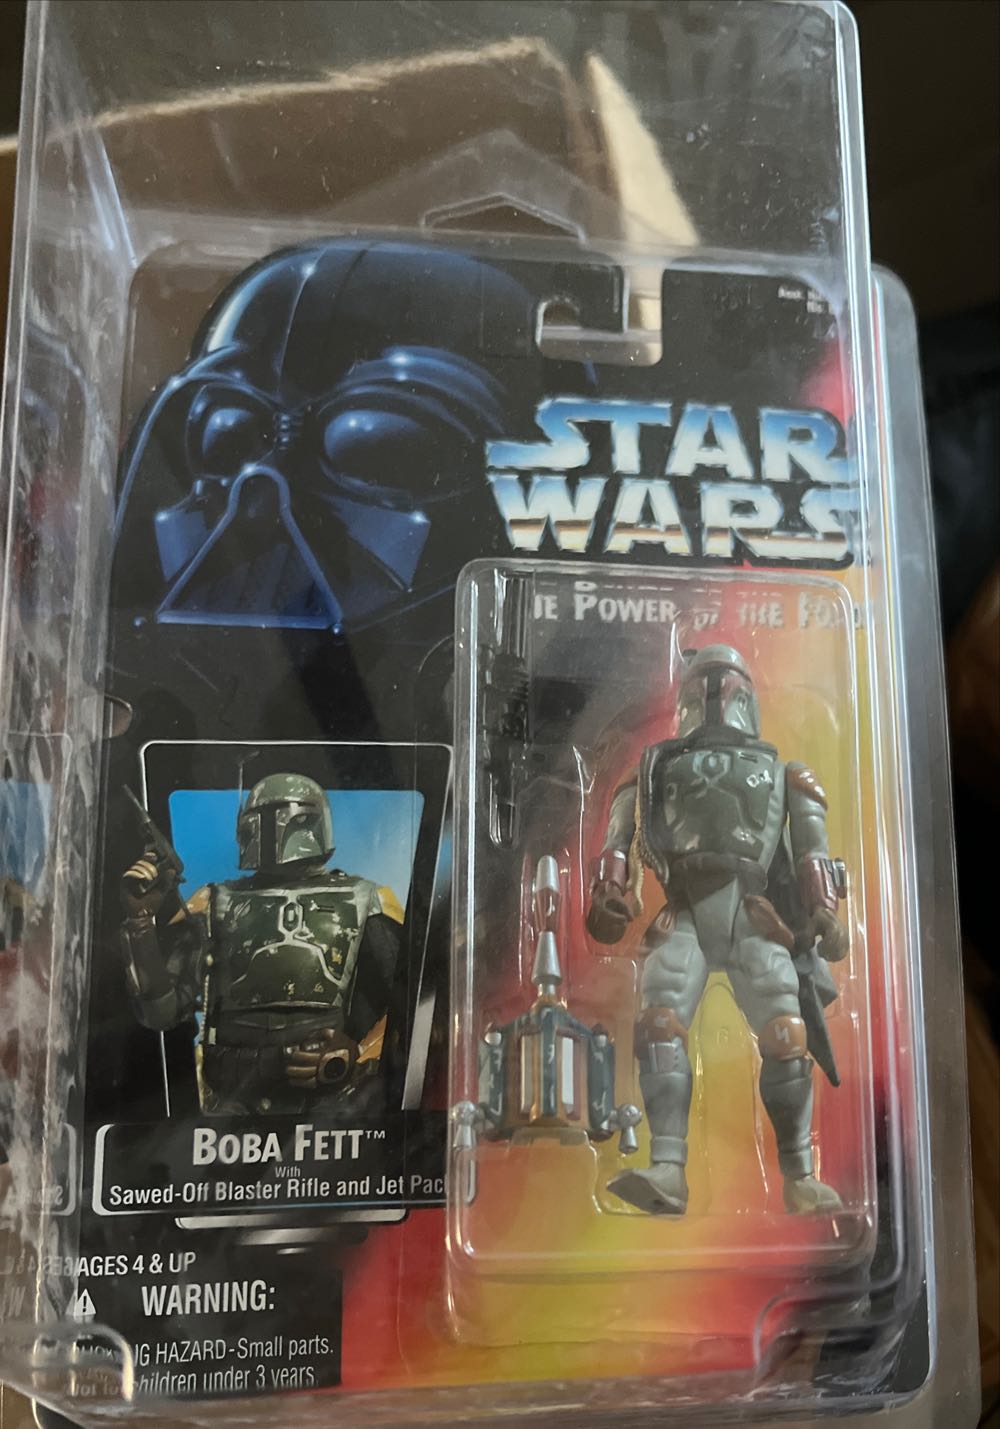 STAR
WARS
POWER
BOBA FETT™
With
Sawed-Off Blaster Rifle and Jet Pac
AGES 4 & UP
WARNING:
HAZARD-Small parts.
children under 3 years.